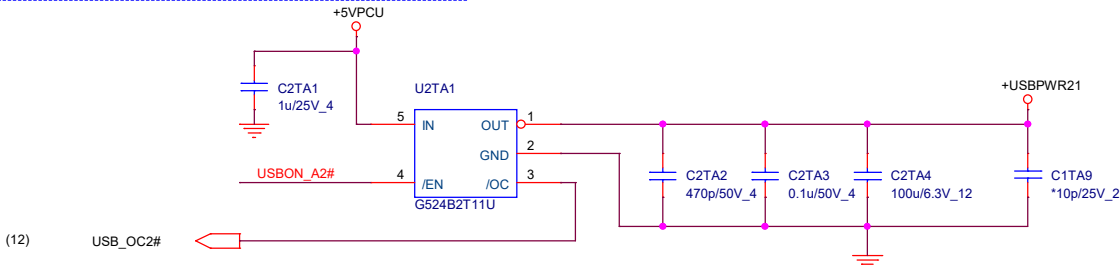 +5VPCU
C2TA1
1u/25V_4
U2TA1
+USBPWR21
5 IN OUT 1
GND 2
USBON_A2# 4 /EN /OC 3
G524B2T11U
C2TA2
470p/50V_4
C2TA3
0.1u/50V_4
C2TA4
100u/6.3V_12
C1TA9
*10p/25V_2
(12) USB_OC2#